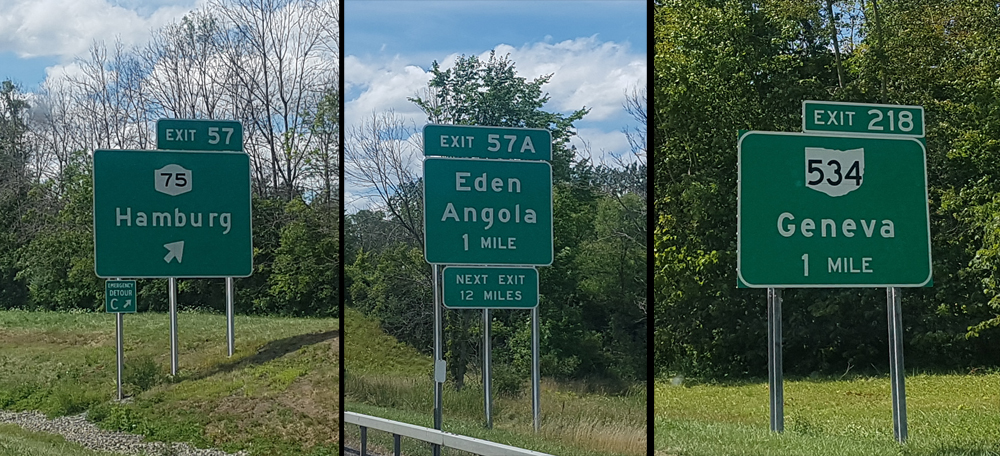 EXIT 57
75
Hamburg
EMERGENCY
DETOUR
C
EXIT 57A
Eden
Angola
1 MILE
NEXT EXIT
12 MILES
EXIT 218
534
Geneva
1 MILE